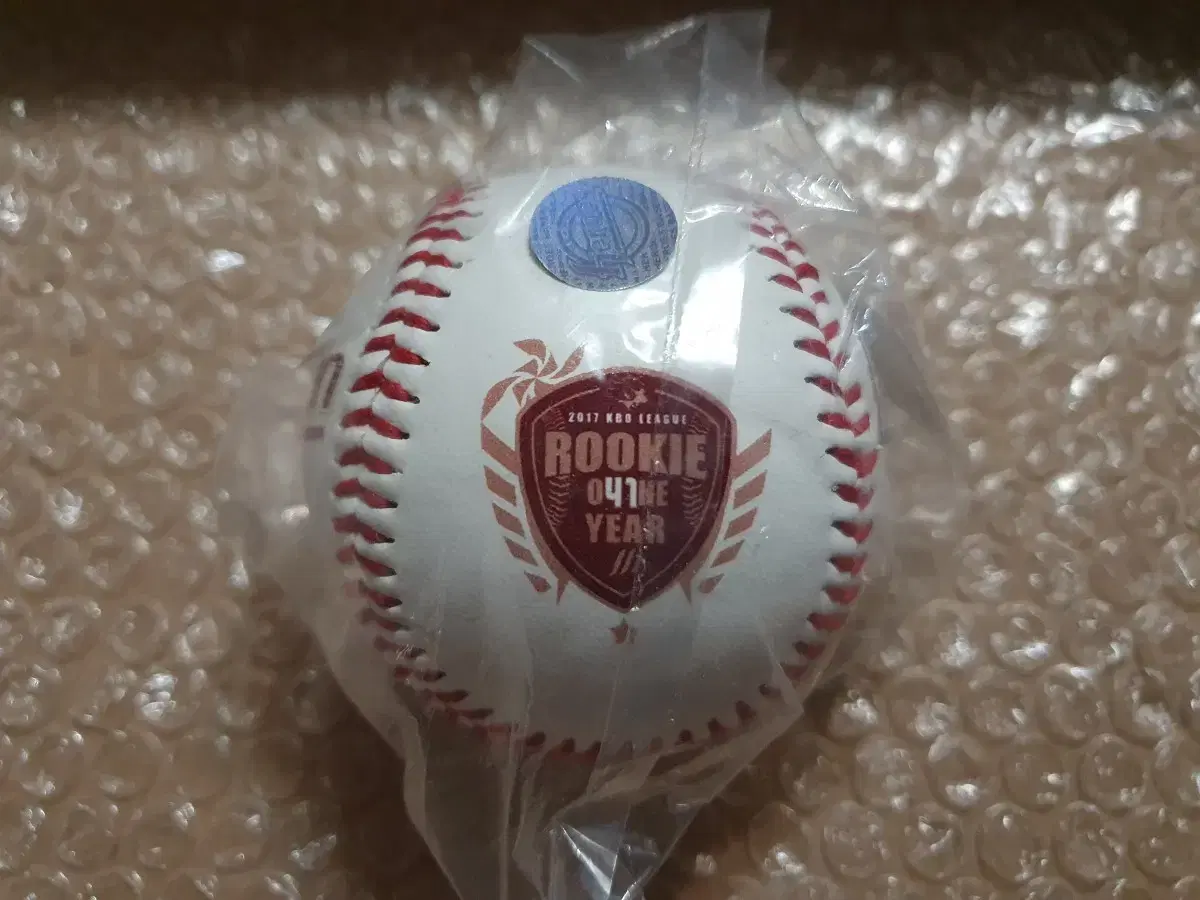 2017 KBO LEAGUE
ROOKIE
O41HE
YEAR